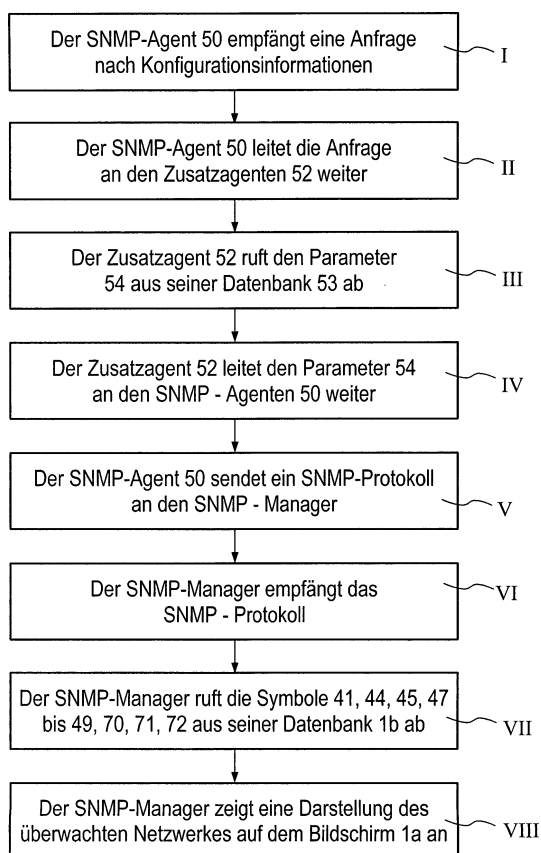 Der SNMP-Agent 50 empfängt eine Anfrage
nach Konfigurationsinformationen
I
Der SNMP-Agent 50 leitet die Anfrage
an den Zusatzagenten 52 weiter
II
Der Zusatzagent 52 ruft den Parameter
54 aus seiner Datenbank 53 ab
III
Der Zusatzagent 52 leitet den Parameter 54
an den SNMP - Agenten 50 weiter
IV
Der SNMP-Agent 50 sendet ein SNMP-Protokoll
an den SNMP - Manager
V
Der SNMP-Manager empfängt das
SNMP - Protokoll
VI
Der SNMP-Manager ruft die Symbole 41, 44, 45, 47
bis 49, 70, 71, 72 aus seiner Datenbank 1b ab
VII
Der SNMP-Manager zeigt eine Darstellung des
überwachten Netzwerkes auf dem Bildschirm 1a an
VIII